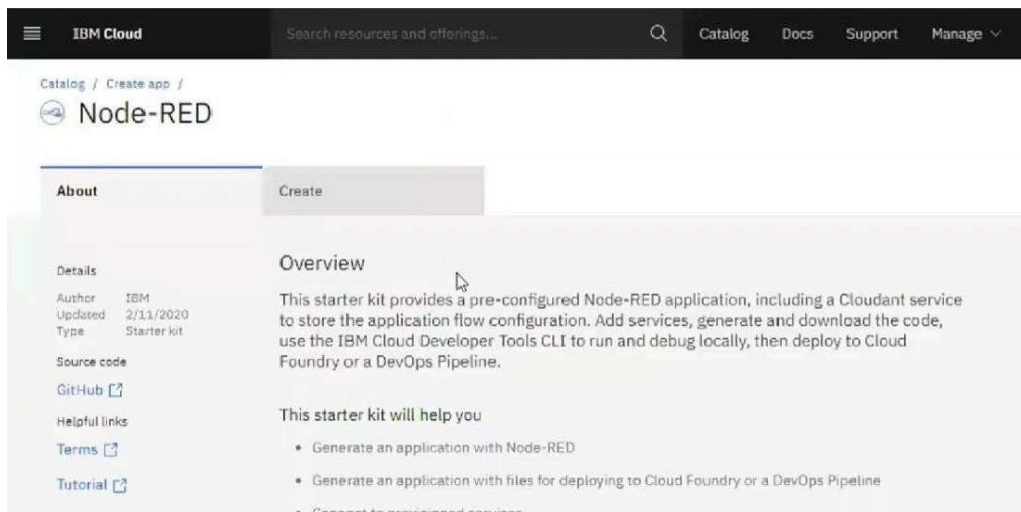 IBM Cloud
Search resources and offerings...
Catalog
Docs
Support
Manage
Catalog / Create app /
Node-RED
About
Create
Details
Author IBM
Updated 2/11/2020
Type Starter kit
Source code
GitHub
Helpful links
Terms
Tutorial
Overview
This starter kit provides a pre-configured Node-RED application, including a Cloudant service
to store the application flow configuration. Add services, generate and download the code,
use the IBM Cloud Developer Tools CLI to run and debug locally, then deploy to Cloud
Foundry or a DevOps Pipeline.
This starter kit will help you
• Generate an application with Node-RED
• Generate an application with files for deploying to Cloud Foundry or a DevOps Pipeline
• Connect to provisioned services